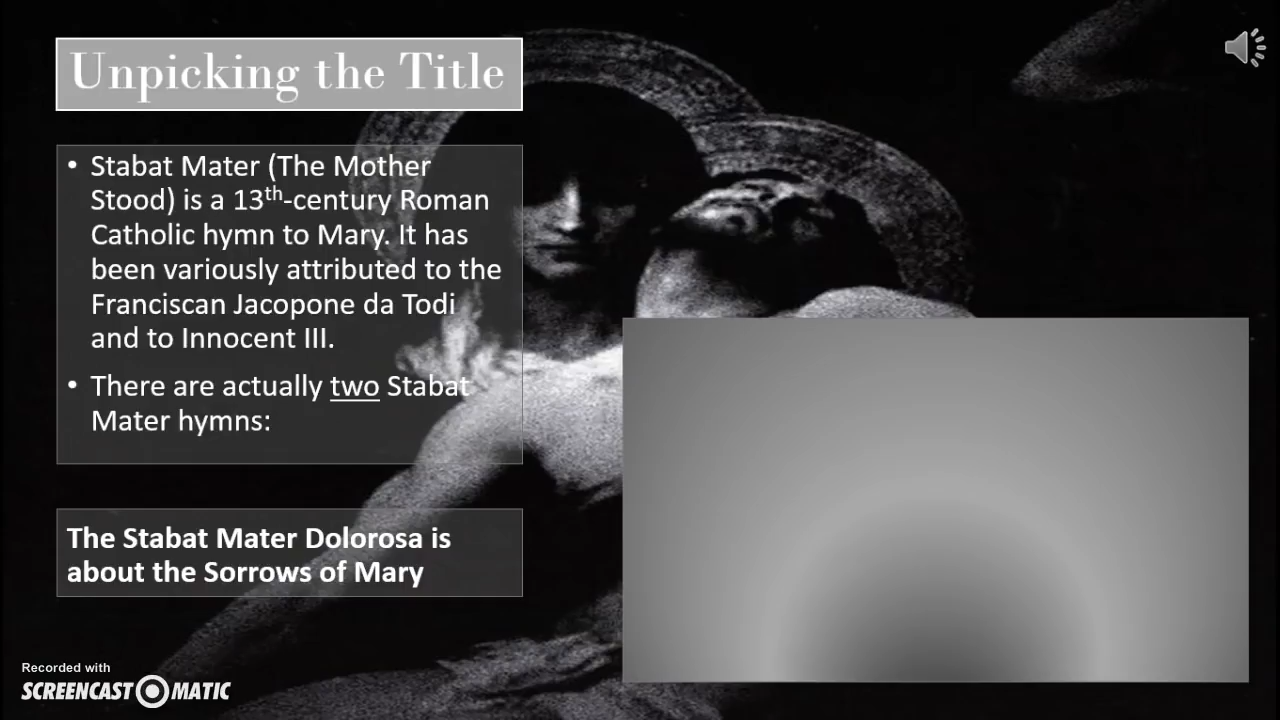 Unpicking the Title
• Stabat Mater (The Mother
Stood) is a 13th-century Roman
Catholic hymn to Mary. It has
been variously attributed to the
Franciscan Jacopone da Todi
and to Innocent III.
• There are actually two Stabat
Mater hymns:
The Stabat Mater Dolorosa is
about the Sorrows of Mary
Recorded with
SCREENCAST MATIC